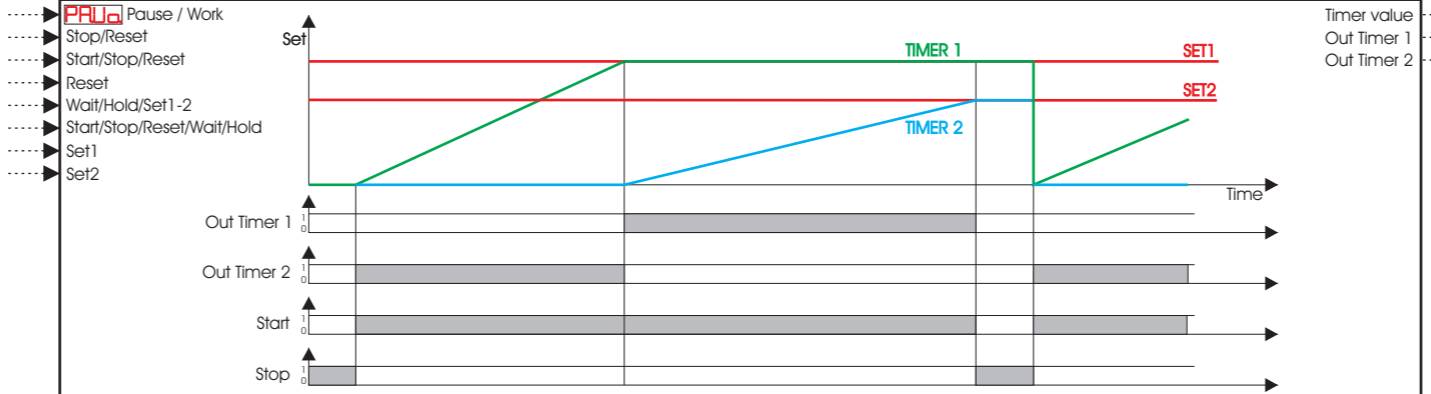 PAUo Pause / Work
Stop/Reset
Start/Stop/Reset
Reset
Wait/Hold/Set1-2
Start/Stop/Reset/Wait/Hold
Set1
Set2
Set
TIMER 1
SET1
SET2
TIMER 2
Time
Timer value
Out Timer 1
Out Timer 2
Out Timer 1 1
0
Out Timer 2 1
0
Start 1
0
Stop 1
0